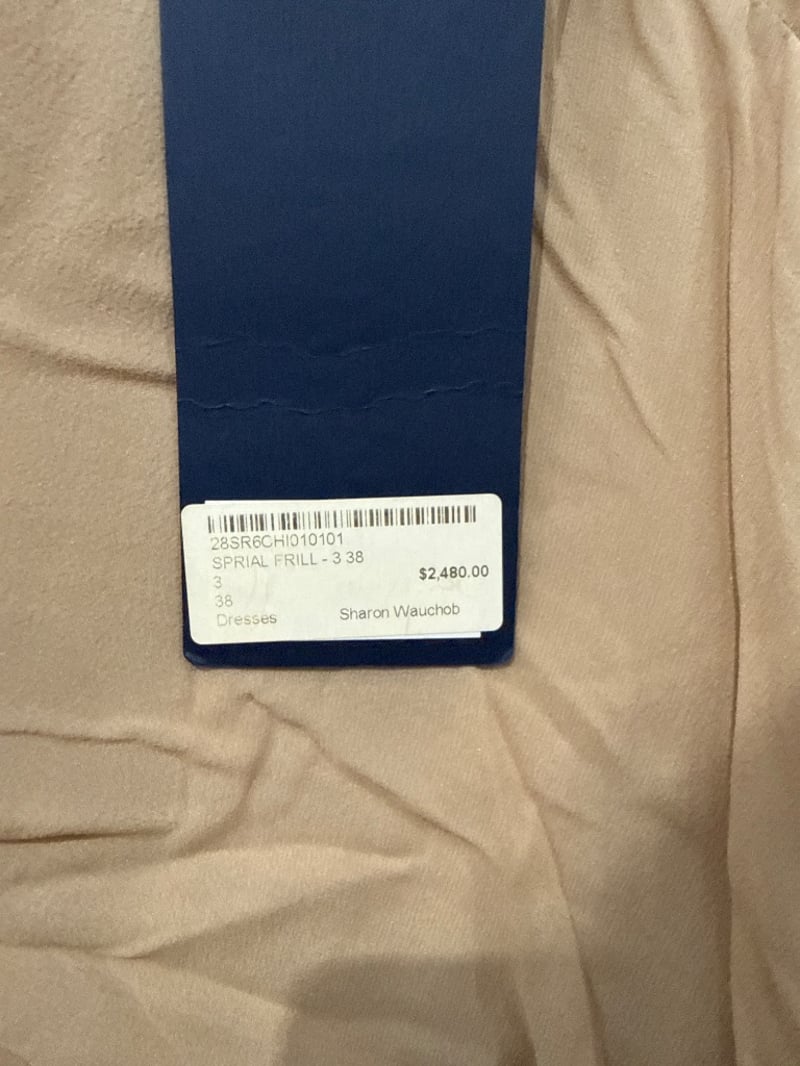 28SR6CHI010101
SPRIAL FRILL - 3 38
3
$2,480.00
38
Dresses
Sharon Wauchob